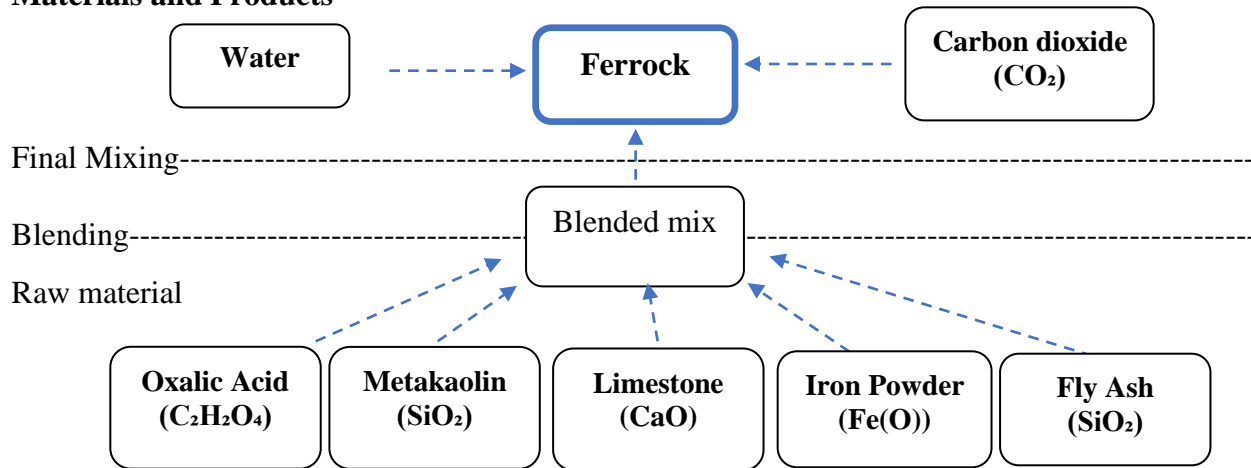 Materials and Products
Water
Ferrock
Carbon dioxide
(CO₂)
Final Mixing
Blended mix
Blending
Raw material
Oxalic Acid
(C₂H₂O₄)
Metakaolin
(SiO₂)
Limestone
(CaO)
Iron Powder
(Fe(O))
Fly Ash
(SiO₂)